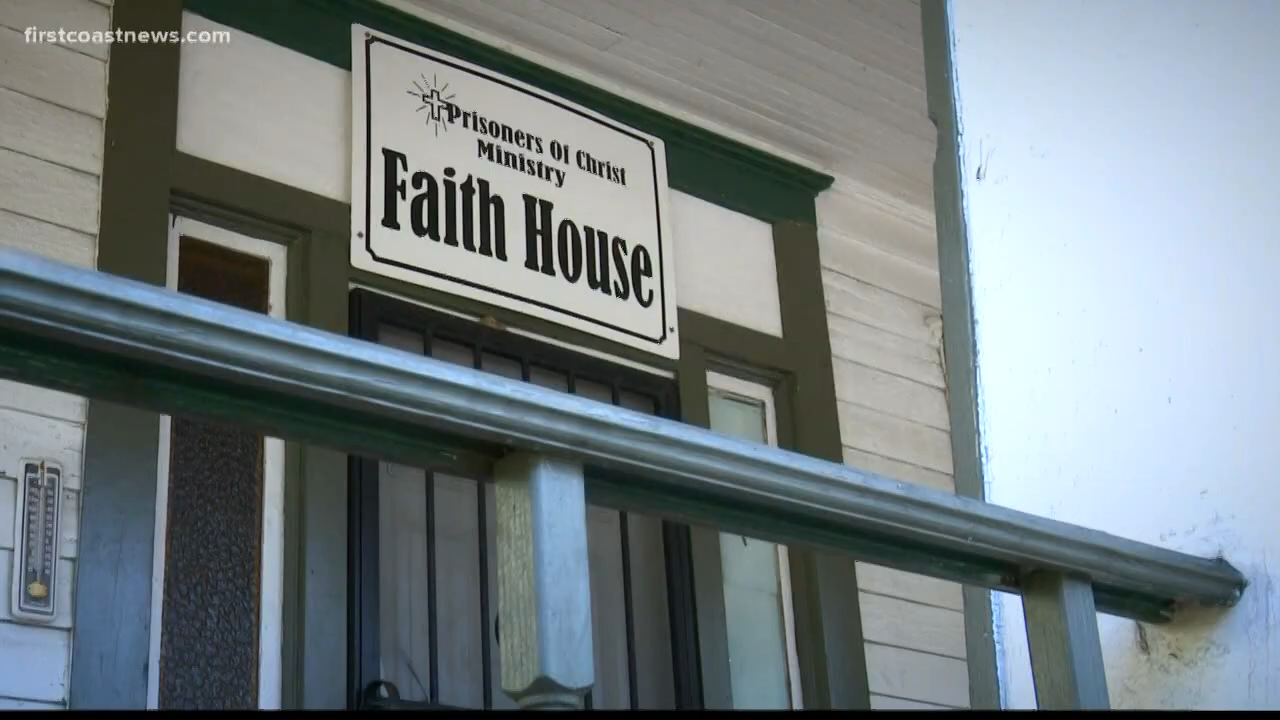 firstcoastnews.com
Prisoners Of Christ
Ministry
Faith House